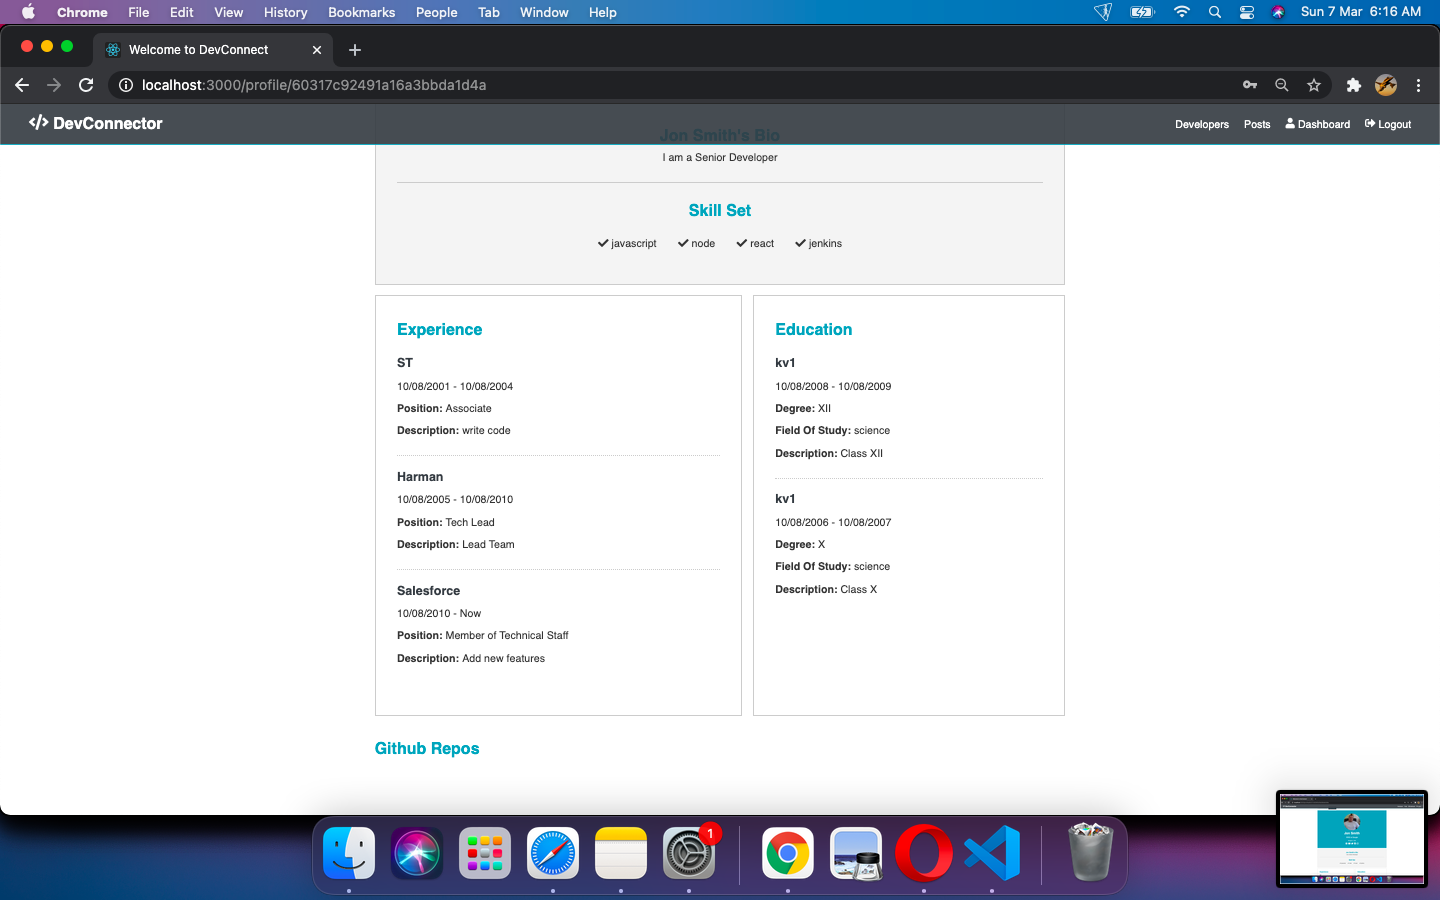 Chrome File Edit View History Bookmarks People Tab Window Help Sun 7 Mar 6:16 AM
Welcome to DevConnect
localhost:3000/profile/60317c92491a16a3bbda1d4a
DevConnector Developers Posts Dashboard Logout
Jon Smith's Bio
I am a Senior Developer
Skill Set
javascript node react jenkins
Experience
ST
10/08/2001 - 10/08/2004
Position: Associate
Description: write code
Harman
10/08/2005 - 10/08/2010
Position: Tech Lead
Description: Lead Team
Salesforce
10/08/2010 - Now
Position: Member of Technical Staff
Description: Add new features
Education
kv1
10/08/2008 - 10/08/2009
Degree: XII
Field Of Study: science
Description: Class XII
kv1
10/08/2006 - 10/08/2007
Degree: X
Field Of Study: science
Description: Class X
Github Repos
1